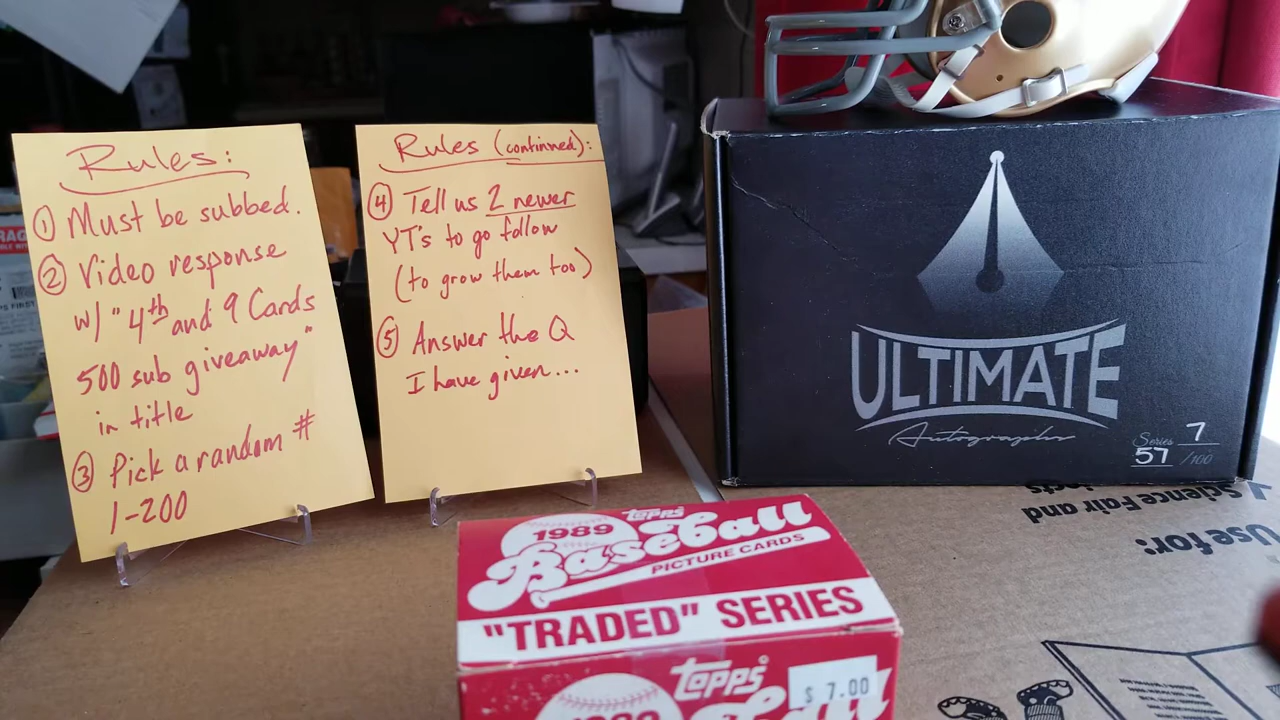 Rules:
① Must be subbed.
② Video response
w/ "4th and 9 Cards
500 sub giveaway"
in title
③ Pick a random #
1-200
Rules (continued):
④ Tell us 2 newer
YT's to go follow
(to grow them too)
⑤ Answer the Q
I have given...
ULTIMATE
Autographs
Series 7
57 /100
Topps
1989
Baseball
PICTURE CARDS
"TRADED" SERIES
Topps
$ 7.00
1989
Science Fair and
Use for: